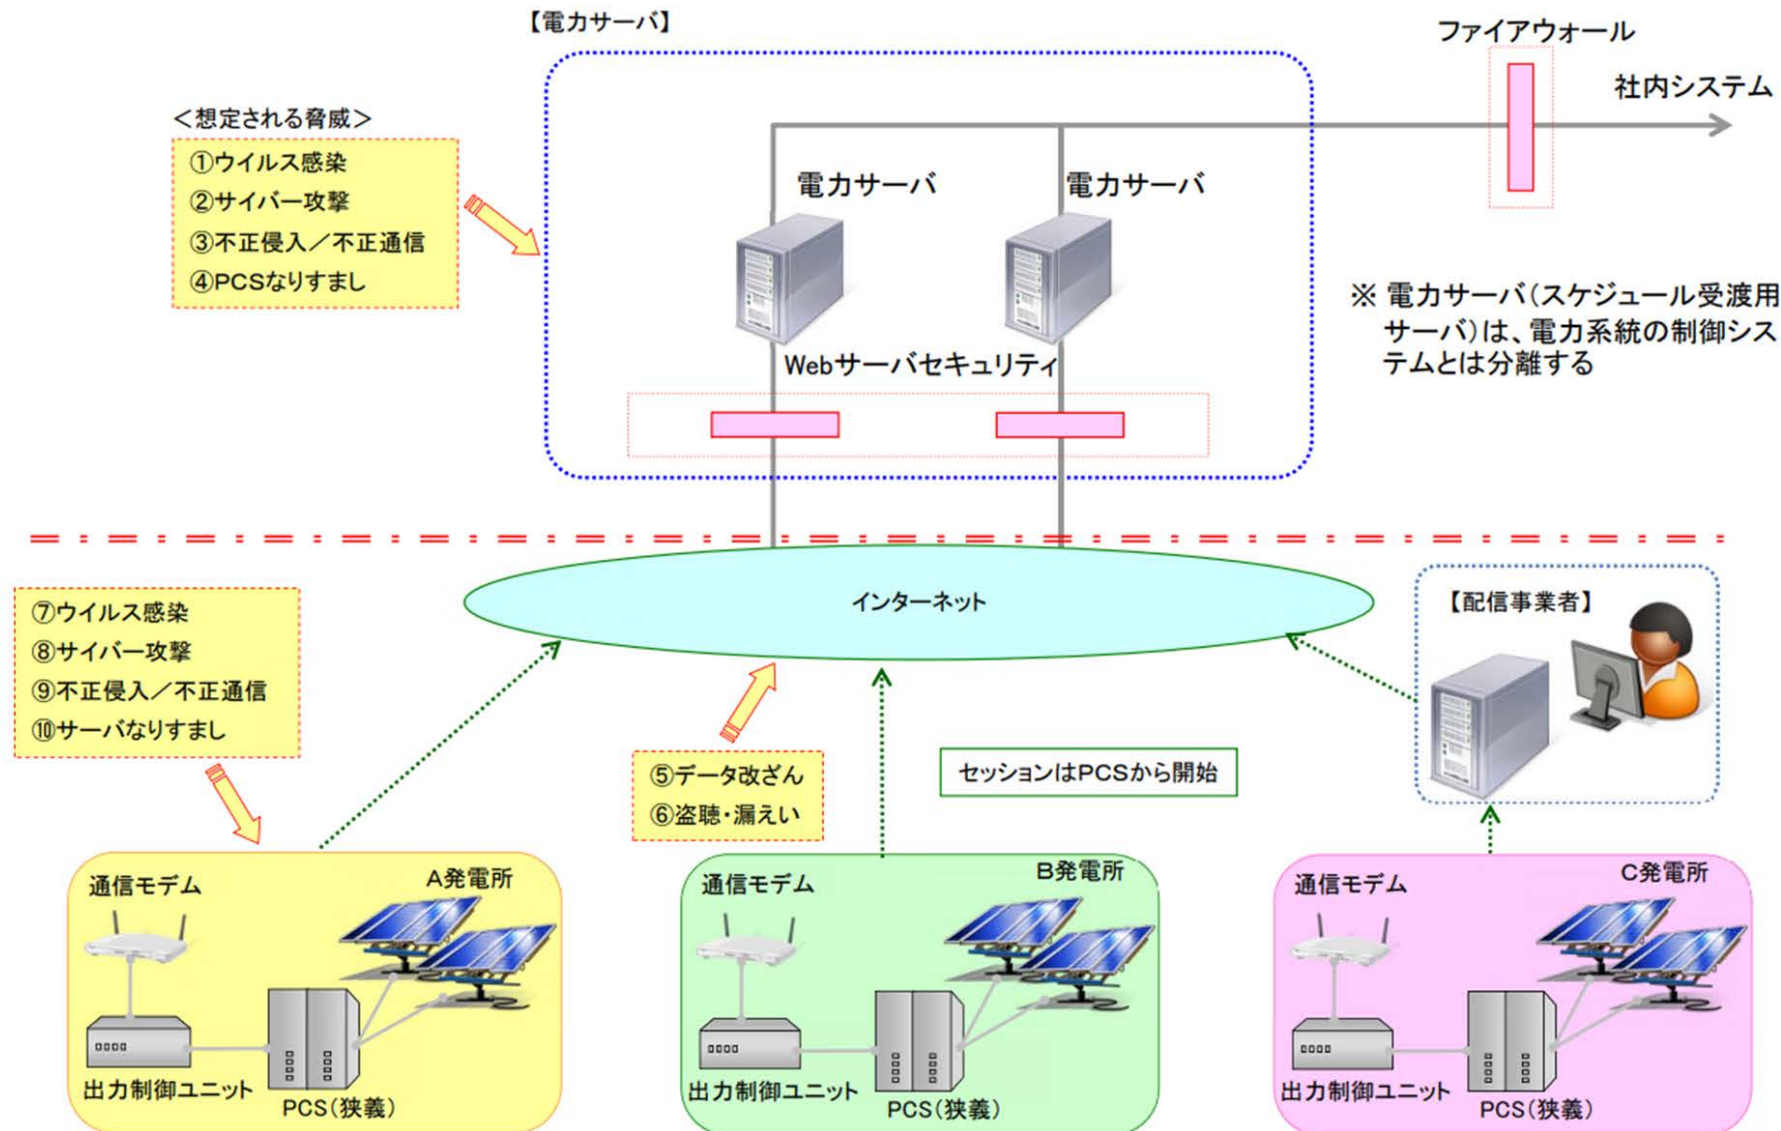 【電力サーバ】
ファイアウォール
社内システム
＜想定される脅威＞
①ウイルス感染
②サイバー攻撃
③不正侵入／不正通信
④PCSなりすまし
電力サーバ
電力サーバ
Webサーバセキュリティ
※ 電力サーバ（スケジュール受渡用
サーバ）は、電力系統の制御シス
テムとは分離する
インターネット
【配信事業者】
⑦ウイルス感染
⑧サイバー攻撃
⑨不正侵入／不正通信
⑩サーバなりすまし
⑤データ改ざん
⑥盗聴・漏えい
セッションはPCSから開始
A発電所
通信モデム
出力制御ユニット
PCS（狭義）
B発電所
通信モデム
出力制御ユニット
PCS（狭義）
C発電所
通信モデム
出力制御ユニット
PCS（狭義）